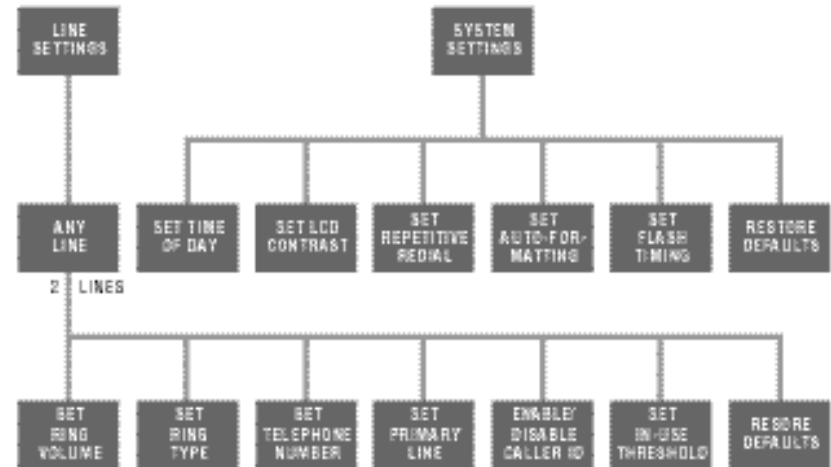 LINE
SETTINGS
SYSTEM
SETTINGS
ANY
LINE
SET TIME
OF DAY
SET LCD
CONTRAST
SET
REPETITIVE
REDIAL
SET
AUTO-FOR-
MATTING
SET
FLASH
TIMING
RESTORE
DEFAULTS
2 LINES
SET
RING
VOLUME
SET
RING
TYPE
SET
TELEPHONE
NUMBER
SET
PRIMARY
LINE
ENABLE/
DISABLE
CALLER ID
SET
IN-USE
THRESHOLD
RESORE
DEFAULTS